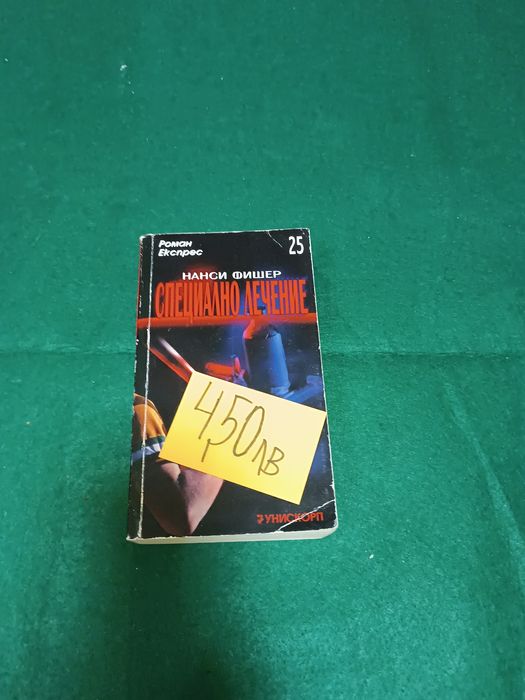 Роман
Експрес
25
НАНСИ ФИШЕР
СПЕЦИАЛНО ЛЕЧЕНИЕ
4,50лв
УНИСКОРП